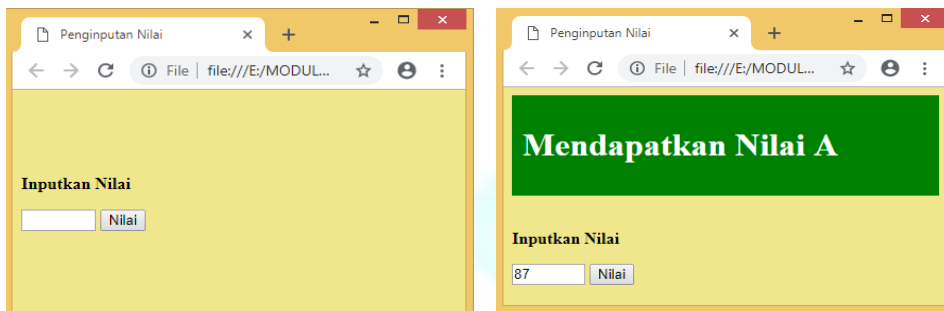 Penginputan Nilai
File | file:///E:/MODUL...
Inputkan Nilai
Nilai
Penginputan Nilai
File | file:///E:/MODUL...
Mendapatkan Nilai A
Inputkan Nilai
87 Nilai